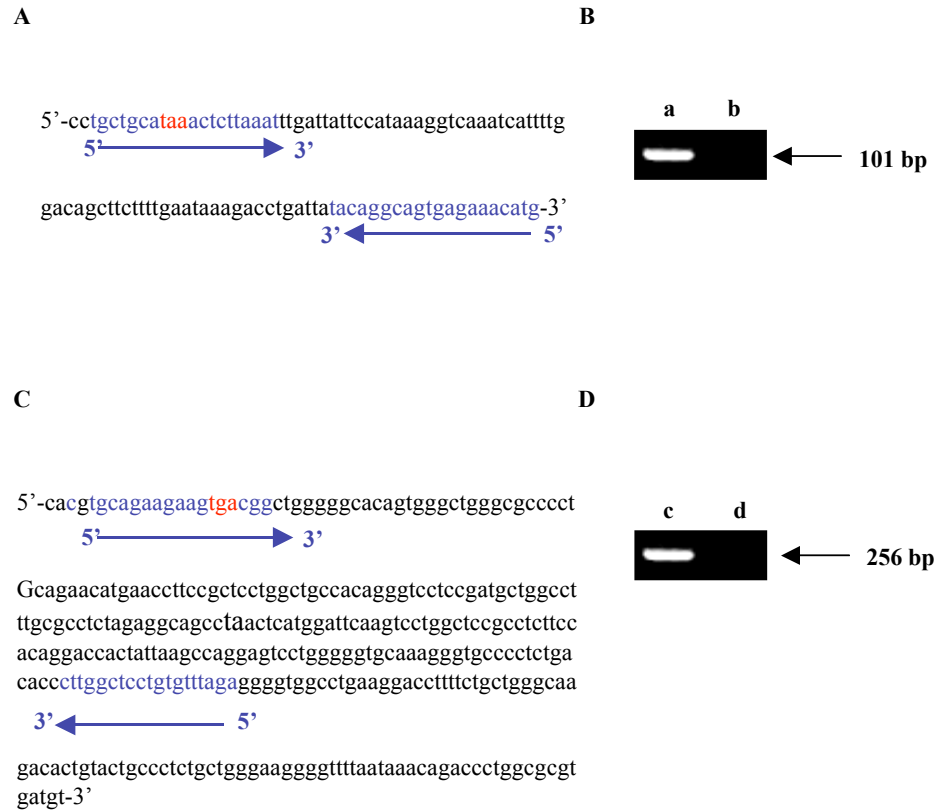 A
B
5’-cctgctgcataaactcttaaatttgattattccataaaggtcaaatcattttg
5’ 3’
gacagcttcttttgaataaagacctgattatacaggcagtgagaaacatg-3’
3’ 5’
a b
101 bp
C
D
5’-cacgtgcagaagaagtgacggctgggggcacagtgggctgggcgcccct
5’ 3’
Gcagaacatgaaccttccgctcctggctgccacagggtcctccgatgctggcct
ttgcgcctctagaggcagcctaactcatggattcaagtcctggctccgcctcttcc
acaggaccactattaagccaggagtcctgggggtgcaaagggtgcccctctga
cacccttggctcctgtgtttagaggggtggcctgaaggaccttttctgctgggcaa
3’ 5’
gacactgtactgccctctgctgggaaggggttttaataaacagaccctggcgcgt
gatgt-3’
c d
256 bp